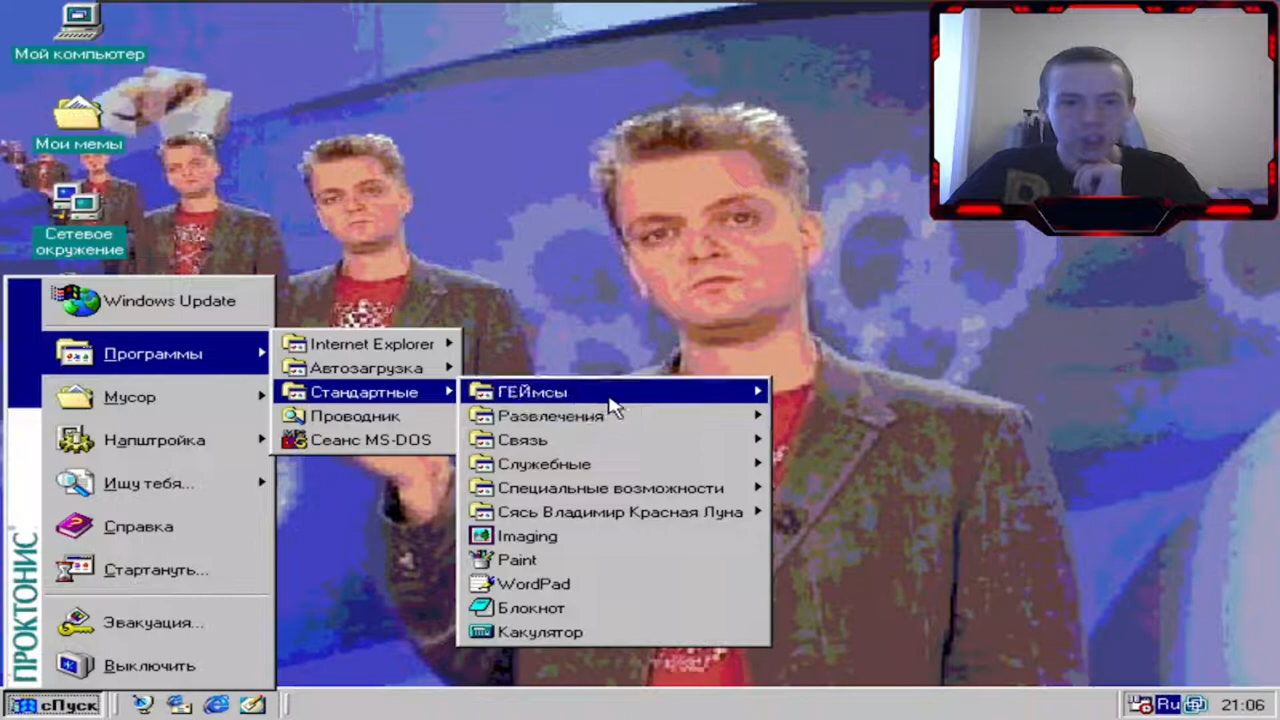 Мой компьютер
Мои мемы
Сетевое
окружение
Windows Update
Программы
Мусор
Напштройка
Ищу тебя...
Справка
Стартануть...
Эвакуация...
Выключить
ПРОКТОНИС
Internet Explorer
Автозагрузка
Стандартные
Проводник
Сеанс MS-DOS
ГЕЙмсы
Развлечения
Связь
Служебные
Специальные возможности
Сясь Владимир Красная Луна
Imaging
Paint
WordPad
Блокнот
Какулятор
сПуск
Ru
21:06